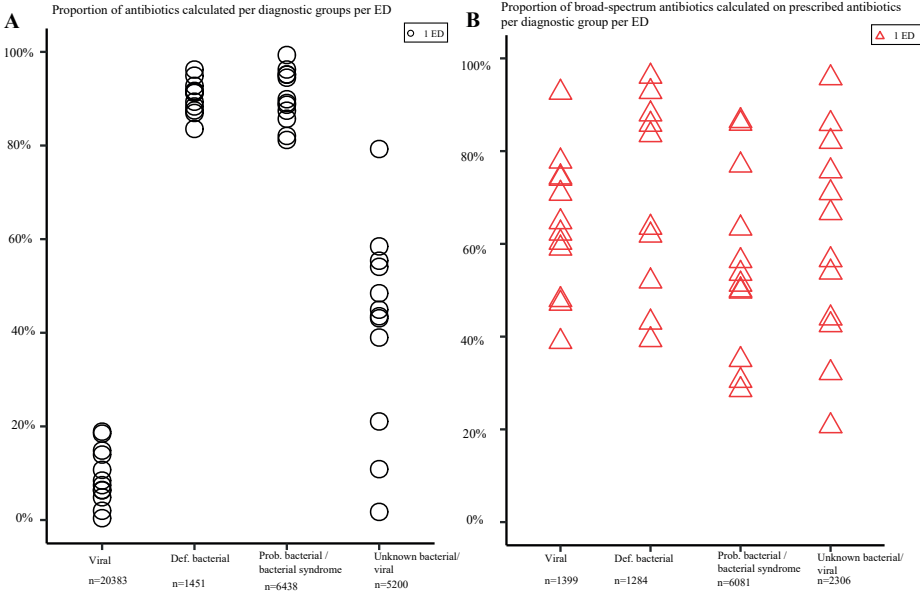 A
Proportion of antibiotics calculated per diagnostic groups per ED
1 ED
100%
80%
60%
40%
20%
0%
Viral
n=20383
Def. bacterial
n=1451
Prob. bacterial /
bacterial syndrome
n=6438
Unknown bacterial/
viral
n=5200
B
Proportion of broad-spectrum antibiotics calculated on prescribed antibiotics
per diagnostic group per ED
1 ED
100%
80%
60%
40%
20%
0%
Viral
n=1399
Def. bacterial
n=1284
Prob. bacterial /
bacterial syndrome
n=6081
Unknown bacterial/
viral
n=2306